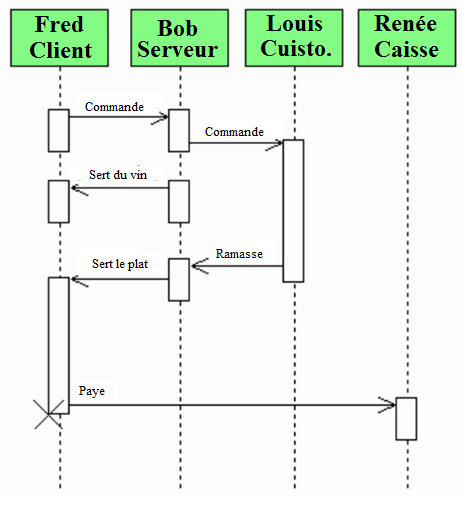 Fred
Client
Bob
Serveur
Louis
Cuisto.
Renée
Caisse
Commande
Commande
Sert du vin
Ramasse
Sert le plat
Paye